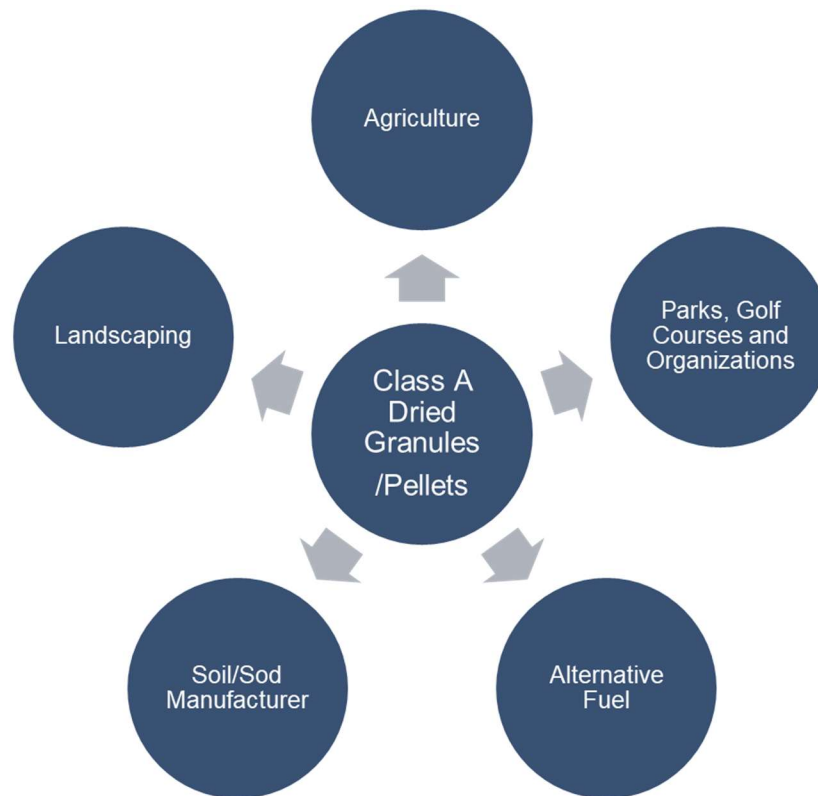 Agriculture
Landscaping
Parks, Golf
Courses and
Organizations
Class A
Dried
Granules
/Pellets
Soil/Sod
Manufacturer
Alternative
Fuel